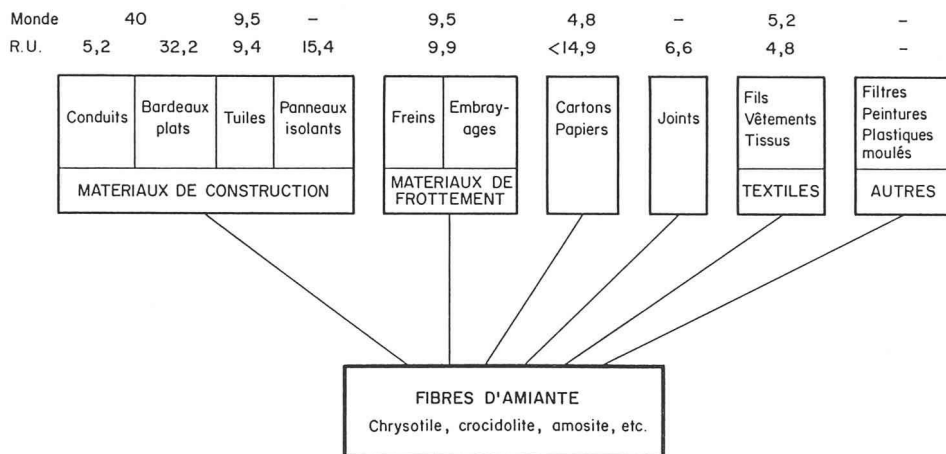 Monde 40 9,5 – 9,5 4,8 – 5,2 –
R.U. 5,2 32,2 9,4 15,4 9,9 <14,9 6,6 4,8 –
Conduits
Bardeaux
plats
Tuiles
Panneaux
isolants
MATERIAUX DE CONSTRUCTION
Freins
Embray-
ages
MATERIAUX DE
FROTTEMENT
Cartons
Papiers
Joints
Fils
Vêtements
Tissus
TEXTILES
Filtres
Peintures
Plastiques
moulés
AUTRES
FIBRES D'AMIANTE
Chrysotile, crocidolite, amosite, etc.